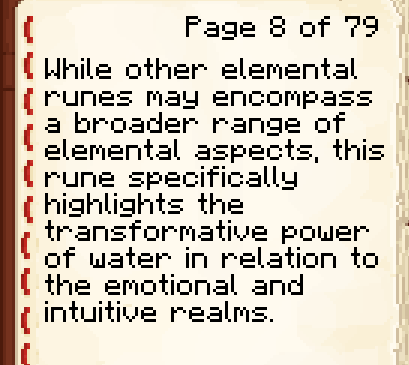 Page 8 of 79
While other elemental
runes may encompass
a broader range of
elemental aspects, this
rune specifically
highlights the
transformative power
of water in relation to
the emotional and
intuitive realms.